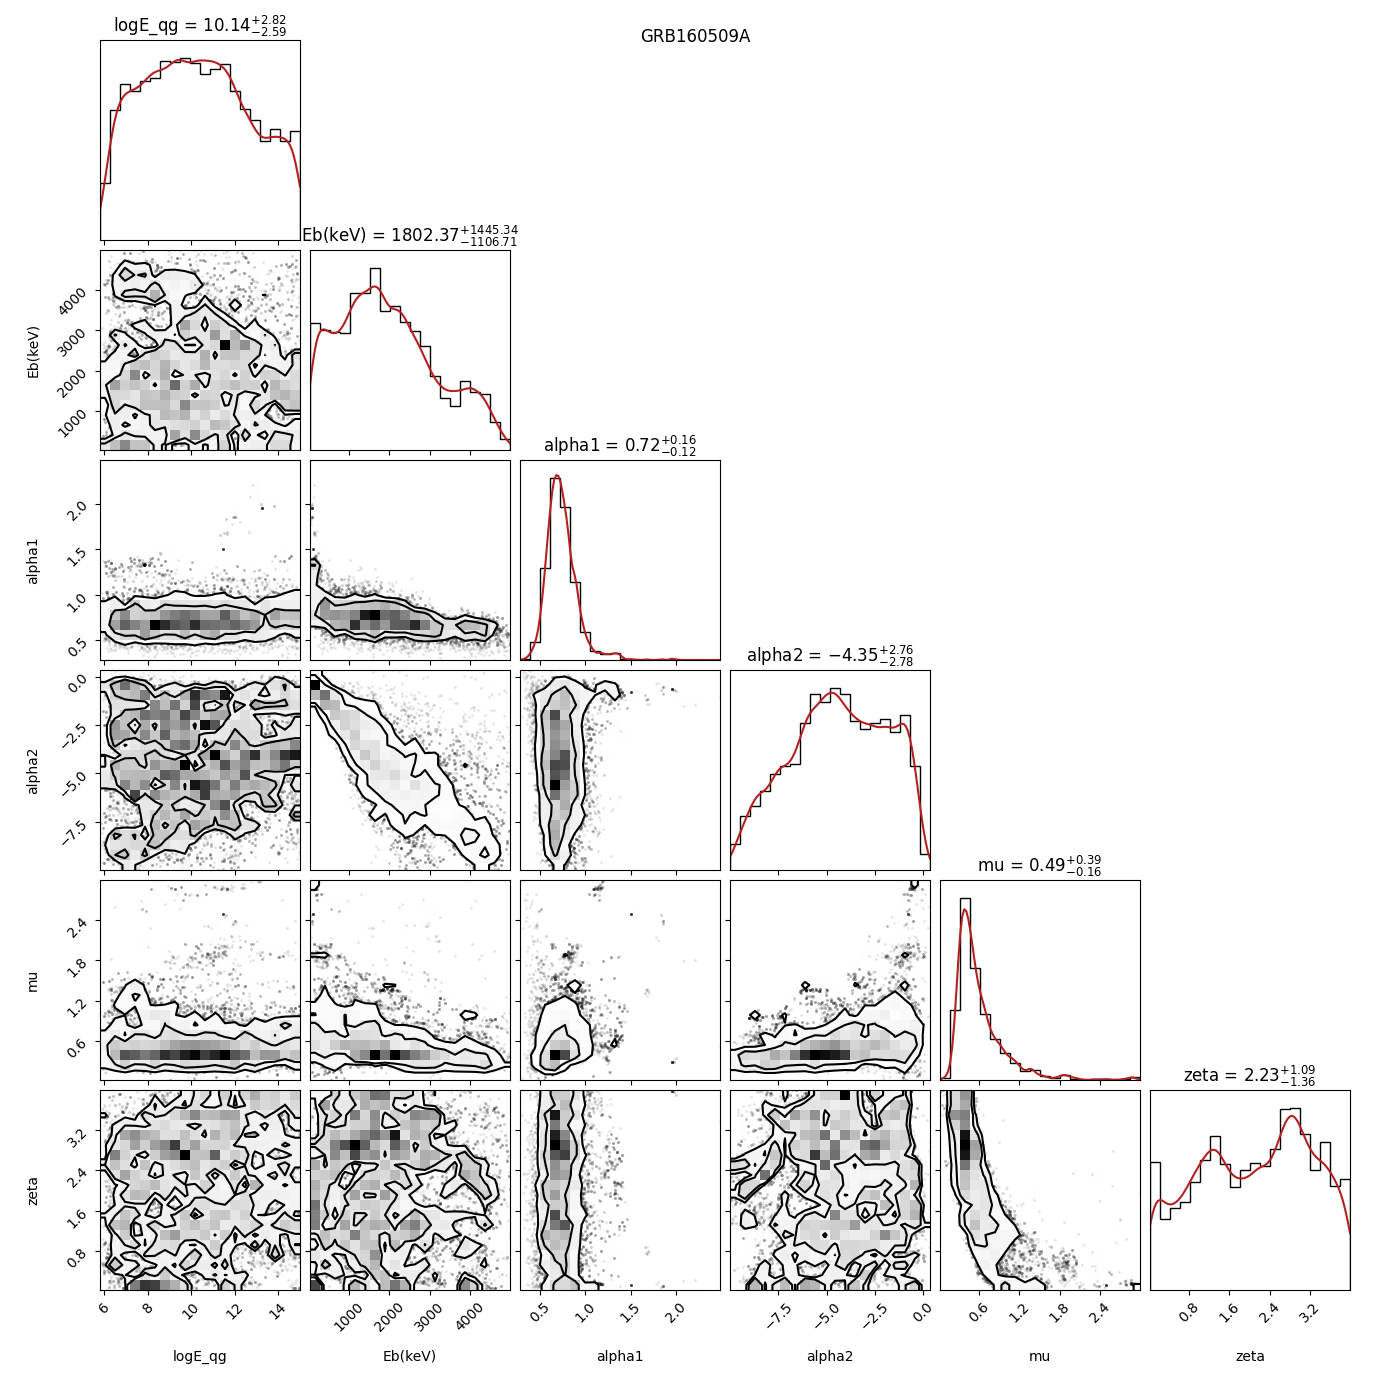 GRB160509A
logE_qg = 10.14+2.82−2.59
Eb(keV) = 1802.37+1445.34−1106.71
Eb(keV)
4000
3000
2000
1000
alpha1 = 0.72+0.16−0.12
alpha1
2.0
1.5
1.0
0.5
alpha2 = −4.35+2.76−2.78
alpha2
0.0
−2.5
−5.0
−7.5
mu = 0.49+0.39−0.16
mu
2.4
1.8
1.2
0.6
zeta = 2.23+1.09−1.36
zeta
3.2
2.4
1.6
0.8
6 8 10 12 14 1000 2000 3000 4000 0.5 1.0 1.5 2.0 −7.5 −5.0 −2.5 0.0 0.6 1.2 1.8 2.4 0.8 1.6 2.4 3.2
logE_qg Eb(keV) alpha1 alpha2 mu zeta